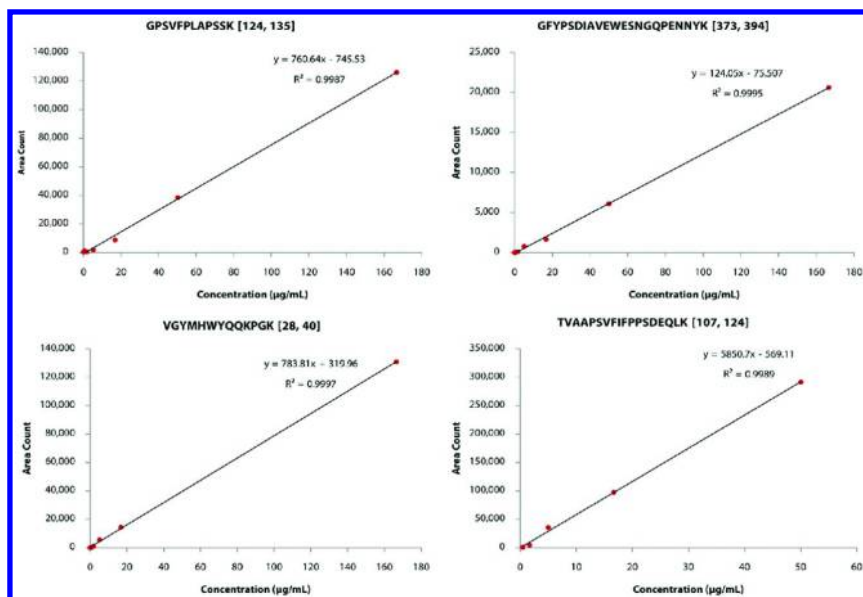 GPSVFPLAPSSK [124, 135]
140,000
120,000
100,000
80,000
60,000
40,000
20,000
0
Area Count
y = 760.64x - 745.53
R² = 0.9987
0 20 40 60 80 100 120 140 160 180
Concentration (µg/mL)
GFYPSDIAVEWESNGQPENNYK [373, 394]
25,000
20,000
15,000
10,000
5,000
0
Area Count
y = 124.05x - 75.507
R² = 0.9995
0 20 40 60 80 100 120 140 160 180
Concentration (µg/mL)
VGYMHWYQQKPGK [28, 40]
140,000
120,000
100,000
80,000
60,000
40,000
20,000
0
Area Count
y = 783.81x - 319.96
R² = 0.9997
0 20 40 60 80 100 120 140 160 180
Concentration (µg/mL)
TVAAPSVFIFPPSDEQLK [107, 124]
350,000
300,000
250,000
200,000
150,000
100,000
50,000
0
Area Count
y = 5850.7x - 569.11
R² = 0.9989
0 10 20 30 40 50 60
Concentration (µg/mL)